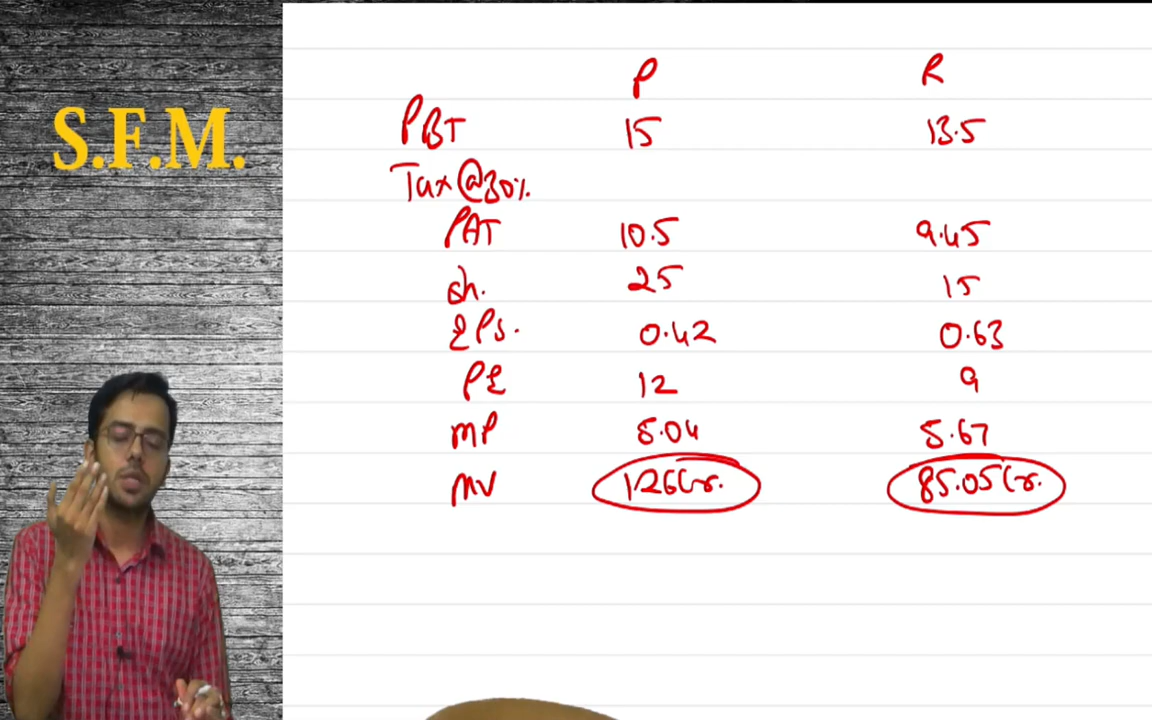 S.F.M.
P R
PBT 15 13.5
Tax@30%
PAT 10.5 9.45
sh. 25 15
EPS. 0.42 0.63
PE 12 9
MP 5.04 5.67
MV 126Cr. 85.05Cr.